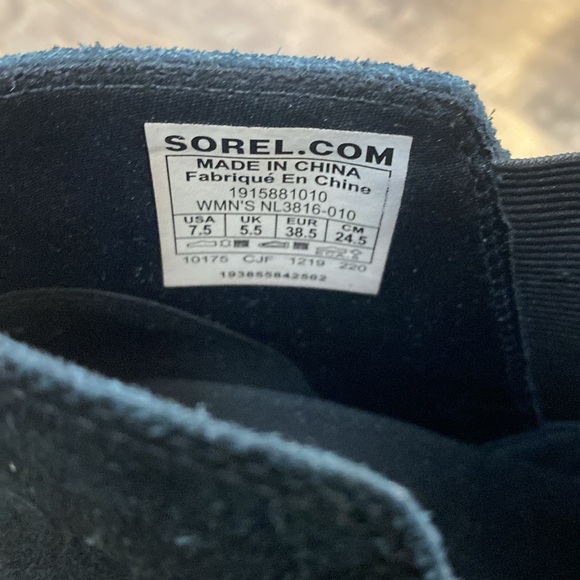 SOREL.COM
MADE IN CHINA
Fabriqué En Chine
1915881010
WMN'S NL3816-010
USA UK EUR CM
7.5 5.5 38.5 24.5
10175 CJF 1219 220
193855842502